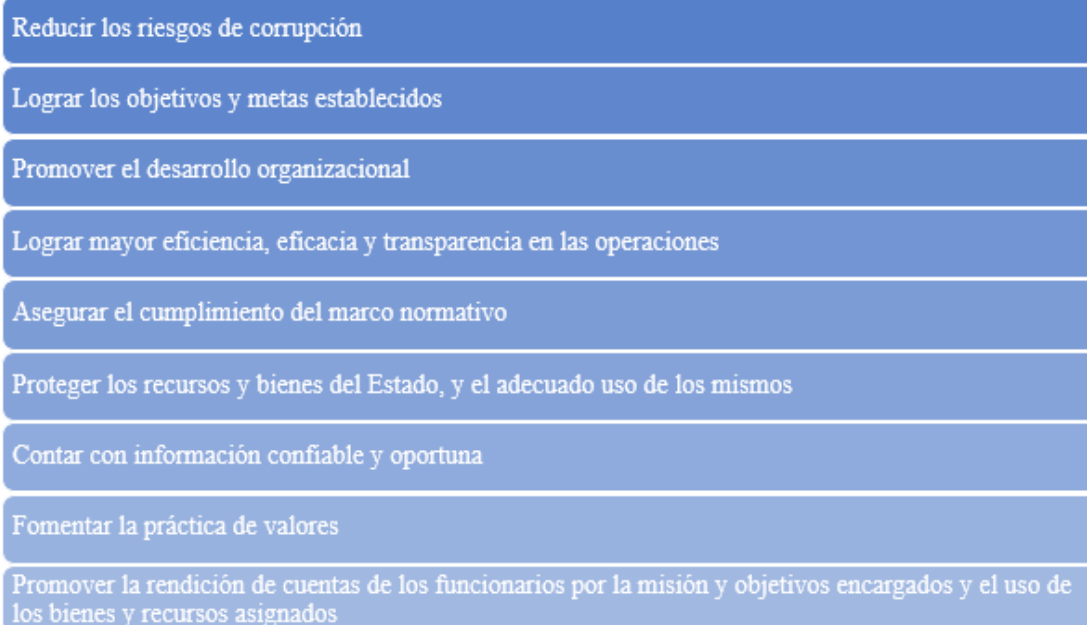 Reducir los riesgos de corrupción
Lograr los objetivos y metas establecidos
Promover el desarrollo organizacional
Lograr mayor eficiencia, eficacia y transparencia en las operaciones
Asegurar el cumplimiento del marco normativo
Proteger los recursos y bienes del Estado, y el adecuado uso de los mismos
Contar con información confiable y oportuna
Fomentar la práctica de valores
Promover la rendición de cuentas de los funcionarios por la misión y objetivos encargados y el uso de
los bienes y recursos asignados